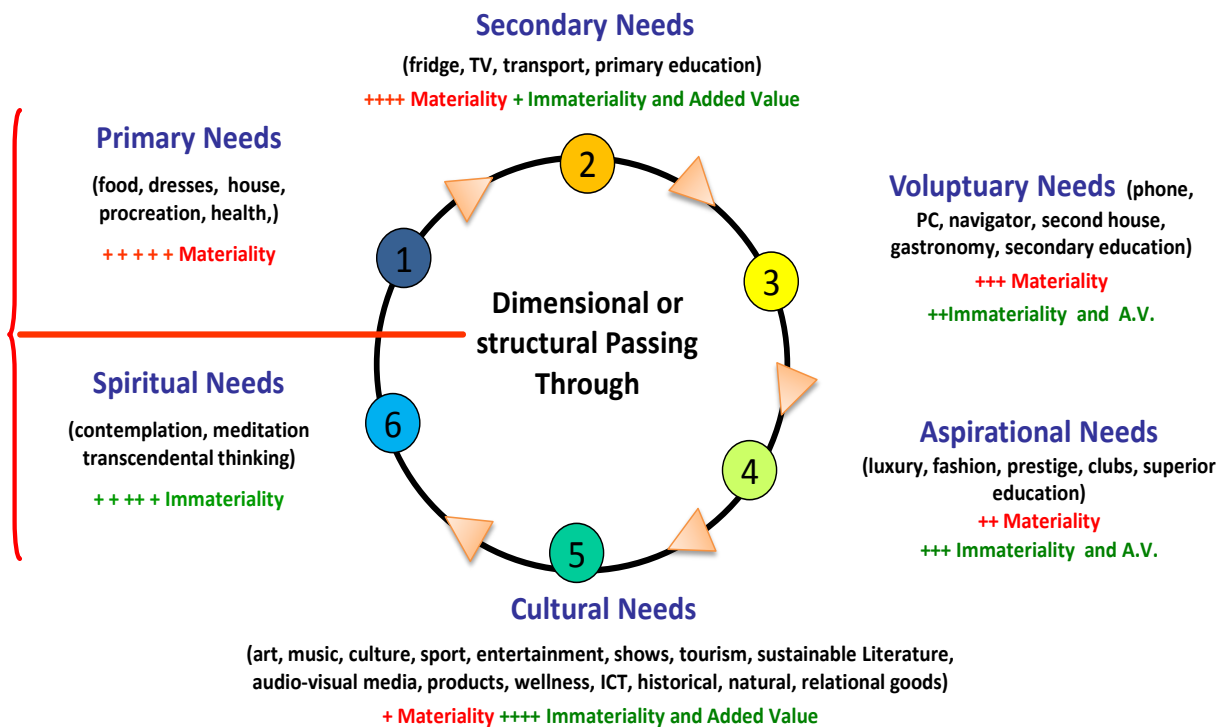 Secondary Needs
(fridge, TV, transport, primary education)
++++ Materiality + Immateriality and Added Value
Primary Needs
(food, dresses, house,
procreation, health,)
+ + + + + Materiality
1
2
Voluptuary Needs (phone,
PC, navigator, second house,
gastronomy, secondary education)
+++ Materiality
++Immateriality and A.V.
3
Dimensional or
structural Passing
Through
Aspirational Needs
(luxury, fashion, prestige, clubs, superior
education)
++ Materiality
+++ Immateriality and A.V.
4
5
Cultural Needs
(art, music, culture, sport, entertainment, shows, tourism, sustainable Literature,
audio-visual media, products, wellness, ICT, historical, natural, relational goods)
+ Materiality ++++ Immateriality and Added Value
Spiritual Needs
(contemplation, meditation
transcendental thinking)
+ + ++ + Immateriality
6